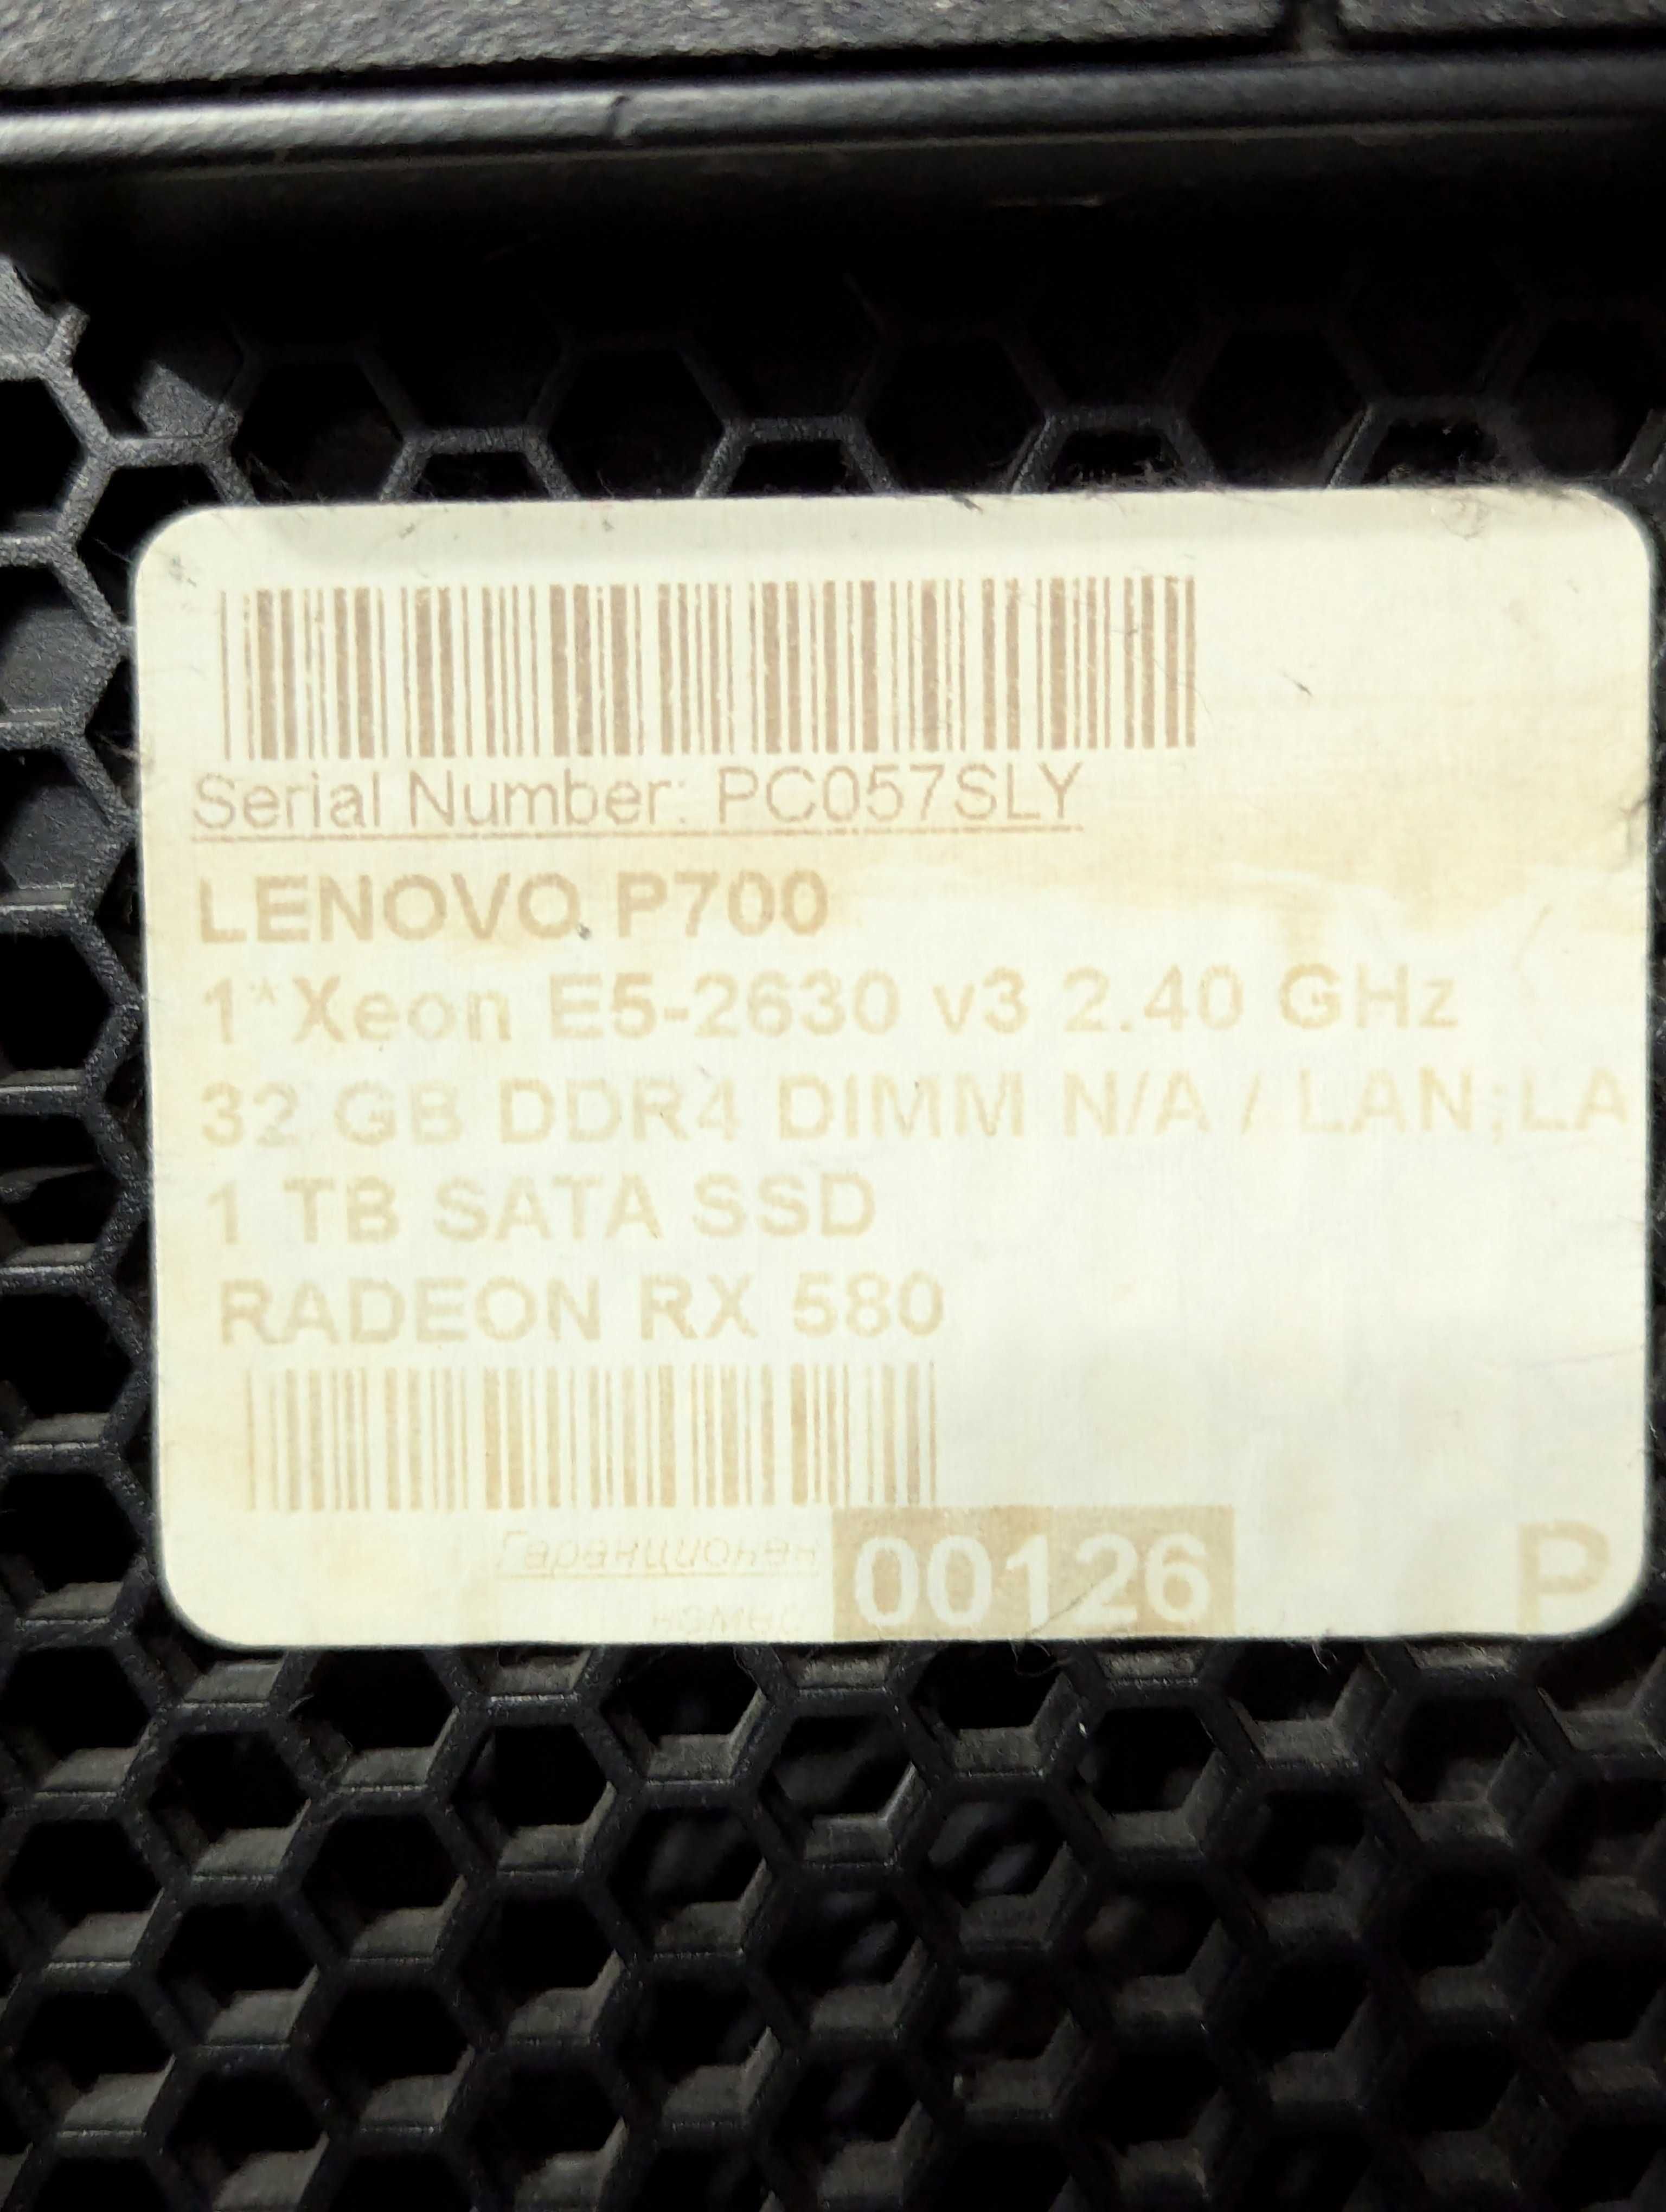 Serial Number: PC057SLY
LENOVO P700
1*Xeon E5-2630 v3 2.40 GHz
32 GB DDR4 DIMM N/A / LAN;LA
1 TB SATA SSD
RADEON RX 580
Гаранционен 00126 P